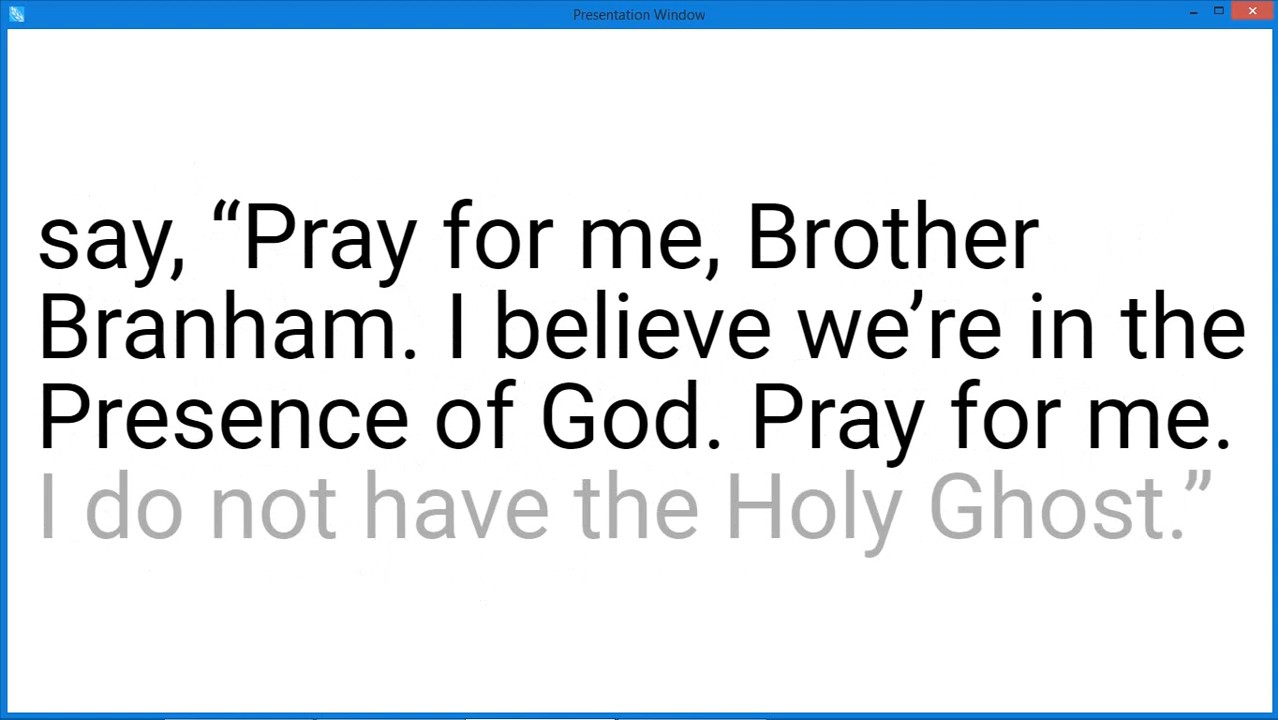 Presentation Window
say, “Pray for me, Brother
Branham. I believe we’re in the
Presence of God. Pray for me.
I do not have the Holy Ghost.”